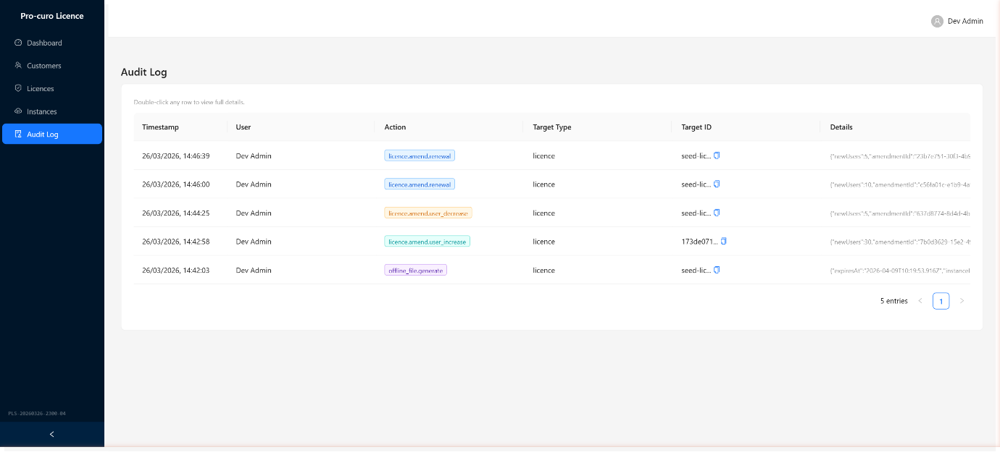 Pro-curo Licence
Dashboard
Customers
Licences
Instances
Audit Log
PLS-20260326-2300-04
Dev Admin
Audit Log
Double-click any row to view full details.
Timestamp User Action Target Type Target ID Details
26/03/2026, 14:46:39 Dev Admin licence.amend.renewal licence seed-lic... {"newUsers":5,"amendmentId":"23b7e751-30f3-4b9
26/03/2026, 14:46:00 Dev Admin licence.amend.renewal licence seed-lic... {"newUsers":10,"amendmentId":"c56fa01c-e1b9-4a
26/03/2026, 14:44:25 Dev Admin licence.amend.user_decrease licence seed-lic... {"newUsers":5,"amendmentId":"637d8774-8d4d-4b
26/03/2026, 14:42:58 Dev Admin licence.amend.user_increase licence 173de071... {"newUsers":30,"amendmentId":"7b0d3629-15e2-49
26/03/2026, 14:42:03 Dev Admin offline_file.generate licence seed-lic... {"expiresAt":"2026-04-09T10:19:53.916Z","instanceI
5 entries < 1 >